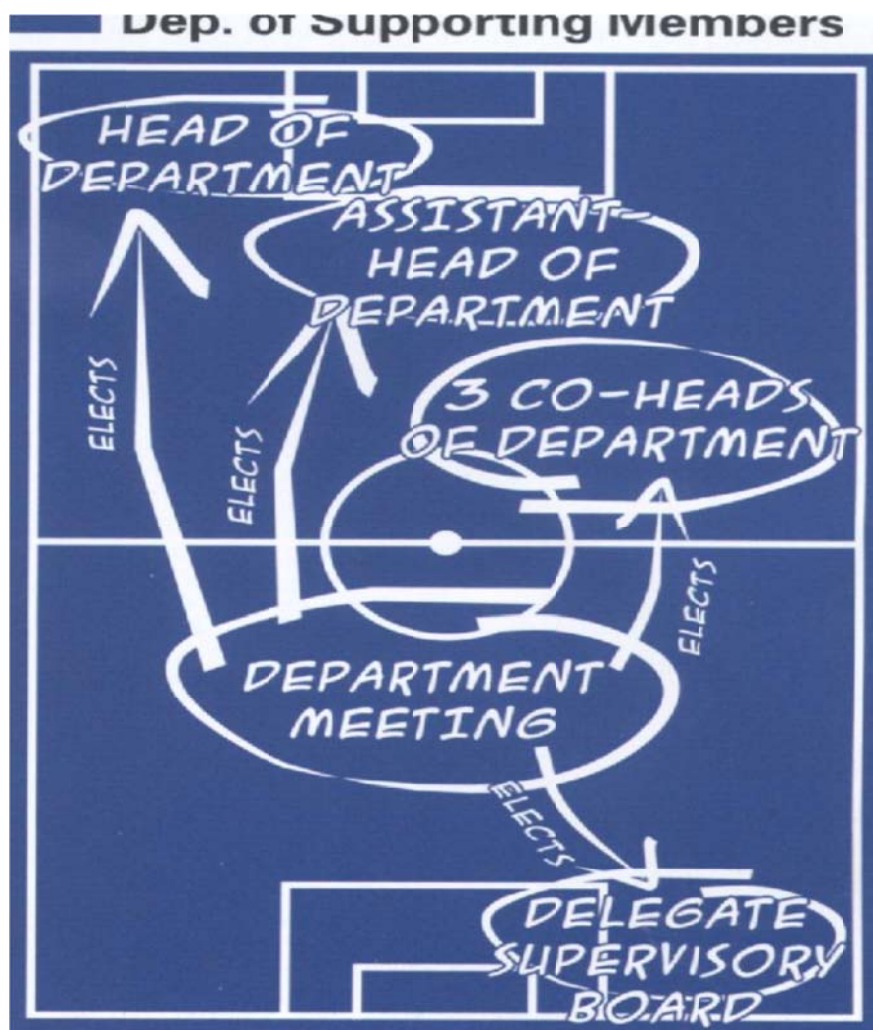 Dep. of Supporting Members
HEAD OF
DEPARTMENT
ASSISTANT-
HEAD OF
DEPARTMENT
3 CO-HEADS
OF DEPARTMENT
ELECTS
ELECTS
ELECTS
DEPARTMENT
MEETING
ELECTS
DELEGATE
SUPERVISORY
BOARD